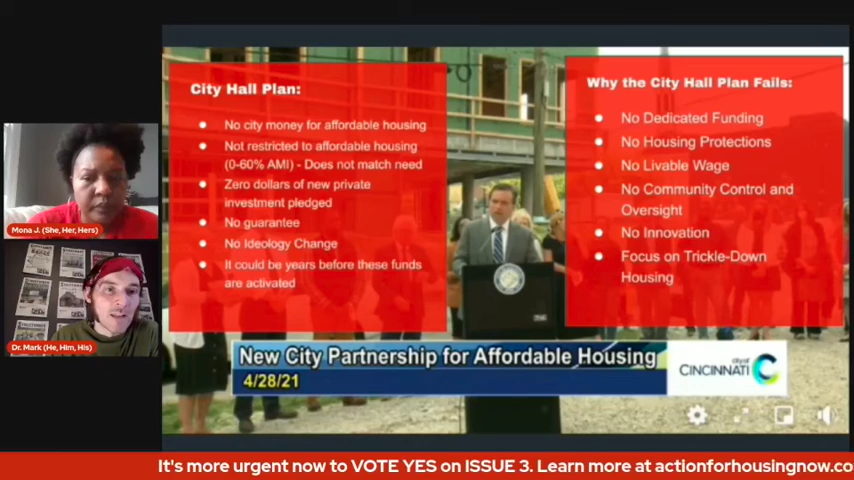 City Hall Plan:
No city money for affordable housing
Not restricted to affordable housing
(0-60% AMI) - Does not match need
Zero dollars of new private
investment pledged
No guarantee
No Ideology Change
It could be years before these funds
are activated
Why the City Hall Plan Fails:
No Dedicated Funding
No Housing Protections
No Livable Wage
No Community Control and
Oversight
No Innovation
Focus on Trickle-Down
Housing
Mona J. (She, Her, Hers)
Dr. Mark (He, Him, His)
New City Partnership for Affordable Housing
4/28/21
city of
CINCINNATI
It's more urgent now to VOTE YES on ISSUE 3. Learn more at actionforhousingnow.co